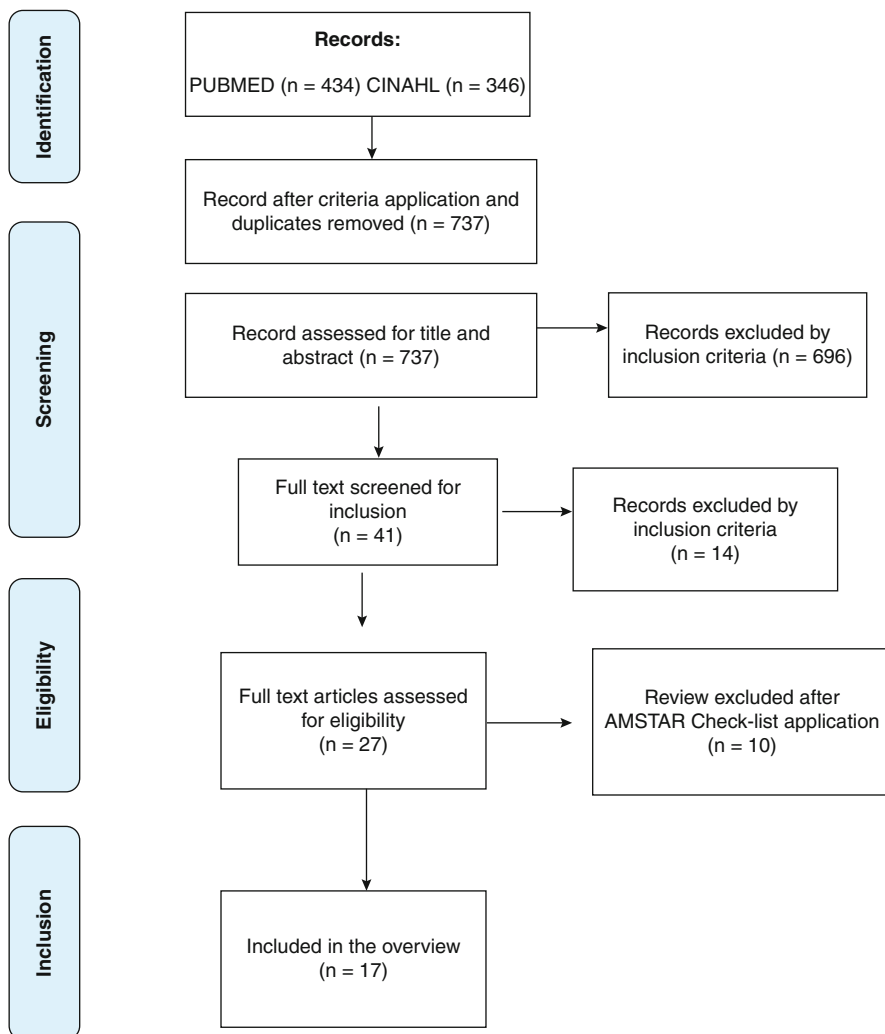 Identification
Records:
PUBMED (n = 434) CINAHL (n = 346)
Record after criteria application and
duplicates removed (n = 737)
Screening
Record assessed for title and
abstract (n = 737)
Records excluded by
inclusion criteria (n = 696)
Full text screened for
inclusion
(n = 41)
Records excluded by
inclusion criteria
(n = 14)
Eligibility
Full text articles assessed
for eligibility
(n = 27)
Review excluded after
AMSTAR Check-list application
(n = 10)
Inclusion
Included in the overview
(n = 17)